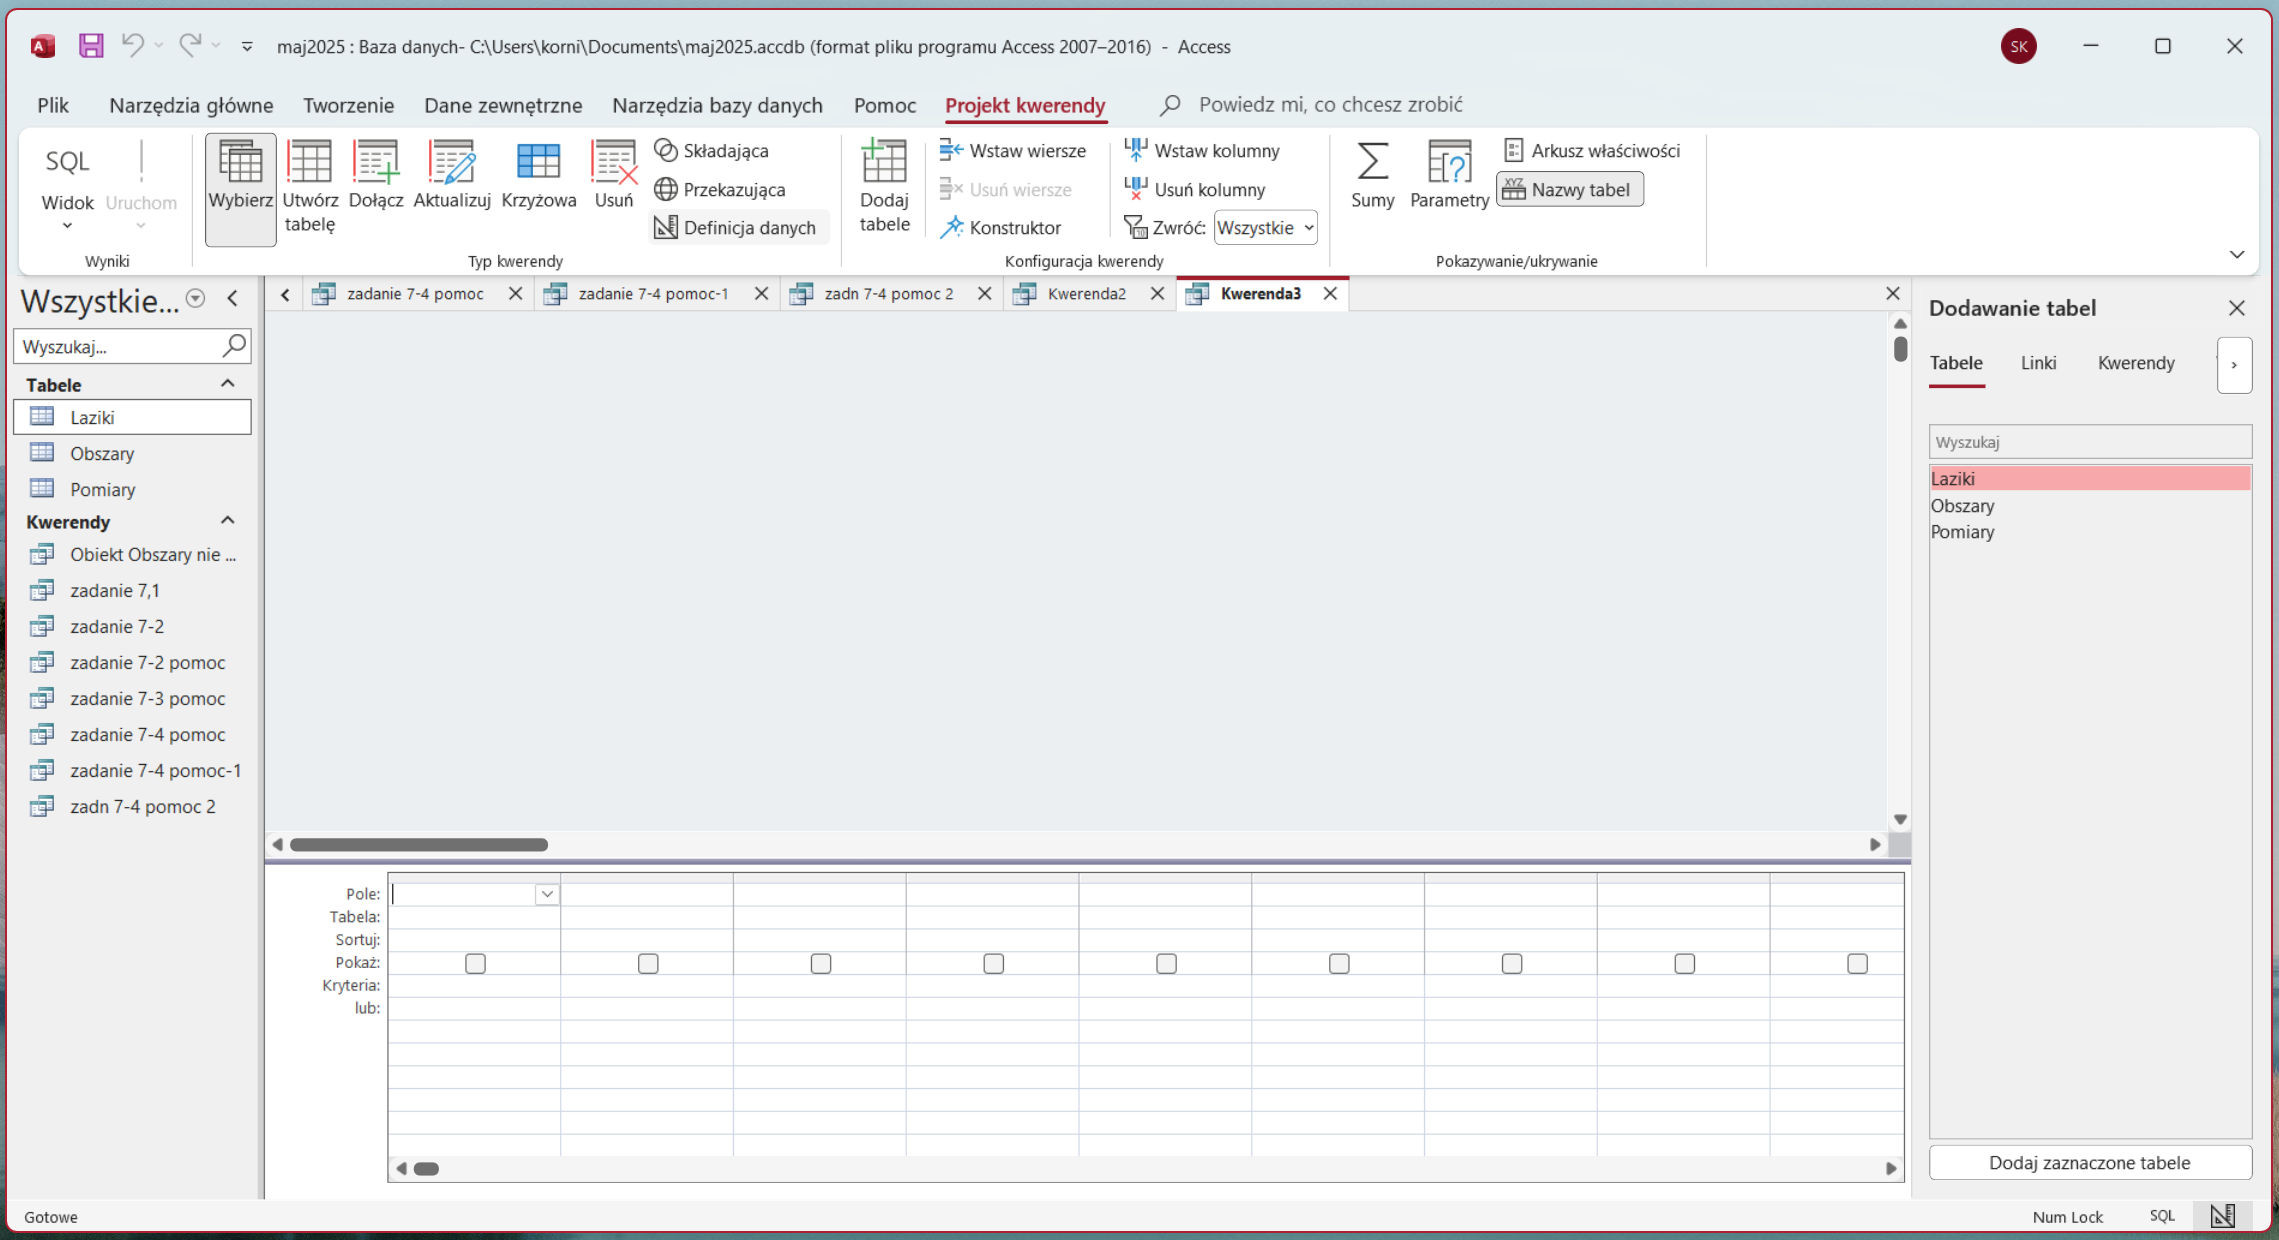 maj2025 : Baza danych- C:\Users\korni\Documents\maj2025.accdb (format pliku programu Access 2007–2016) - Access
SK
Plik Narzędzia główne Tworzenie Dane zewnętrzne Narzędzia bazy danych Pomoc Projekt kwerendy Powiedz mi, co chcesz zrobić
SQL
Widok
Uruchom
Wyniki
Wybierz
Utwórz tabelę
Dołącz
Aktualizuj
Krzyżowa
Usuń
Składająca
Przekazująca
Definicja danych
Typ kwerendy
Dodaj tabele
Wstaw wiersze
Usuń wiersze
Konstruktor
Wstaw kolumny
Usuń kolumny
Zwróć: Wszystkie
Konfiguracja kwerendy
Sumy
Parametry
Arkusz właściwości
XYZ
Nazwy tabel
Pokazywanie/ukrywanie
Wszystkie...
Wyszukaj...
Tabele
Laziki
Obszary
Pomiary
Kwerendy
Obiekt Obszary nie ...
zadanie 7,1
zadanie 7-2
zadanie 7-2 pomoc
zadanie 7-3 pomoc
zadanie 7-4 pomoc
zadanie 7-4 pomoc-1
zadn 7-4 pomoc 2
zadanie 7-4 pomoc zadanie 7-4 pomoc-1 zadn 7-4 pomoc 2 Kwerenda2 Kwerenda3
Pole:
Tabela:
Sortuj:
Pokaż:
Kryteria:
lub:
Dodawanie tabel
Tabele Linki Kwerendy
Wyszukaj
Laziki
Obszary
Pomiary
Dodaj zaznaczone tabele
Gotowe
Num Lock SQL